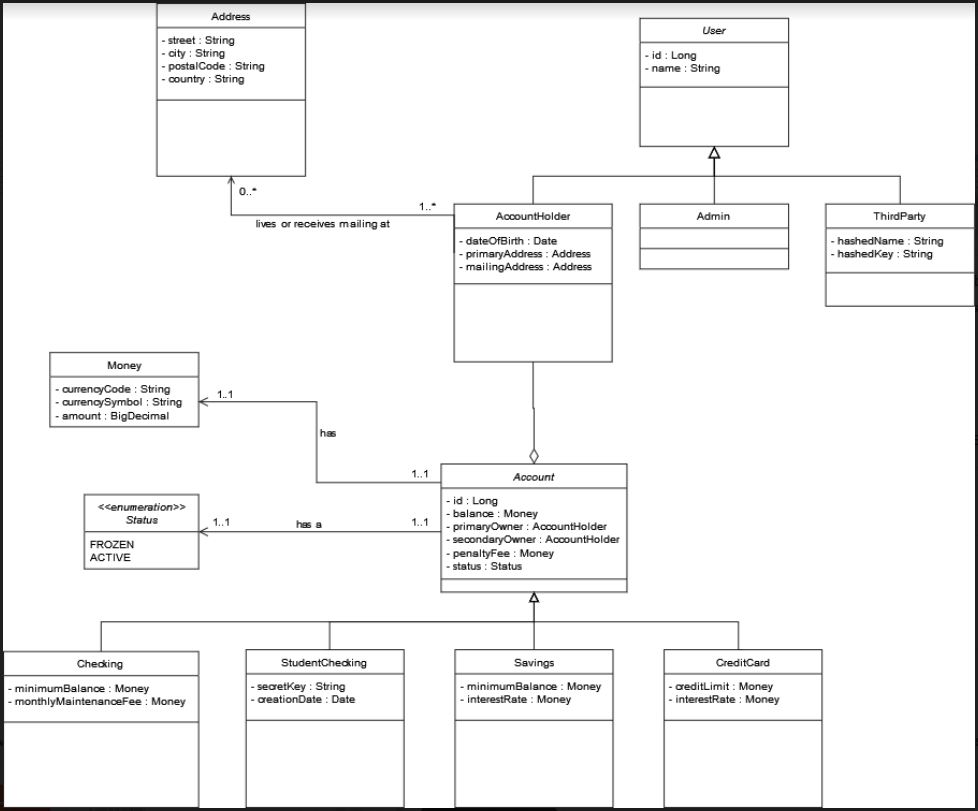 Address
- street : String
- city : String
- postalCode : String
- country : String
User
- id : Long
- name : String
0..*
1..*
lives or receives mailing at
AccountHolder
- dateOfBirth : Date
- primaryAddress : Address
- mailingAddress : Address
Admin
ThirdParty
- hashedName : String
- hashedKey : String
Money
- currencyCode : String
- currencySymbol : String
- amount : BigDecimal
1..1
has
1..1
<<enumeration>>
Status
FROZEN
ACTIVE
1..1
has a
1..1
Account
- id : Long
- balance : Money
- primaryOwner : AccountHolder
- secondaryOwner : AccountHolder
- penaltyFee : Money
- status : Status
Checking
- minimumBalance : Money
- monthlyMaintenanceFee : Money
StudentChecking
- secretKey : String
- creationDate : Date
Savings
- minimumBalance : Money
- interestRate : Money
CreditCard
- creditLimit : Money
- interestRate : Money